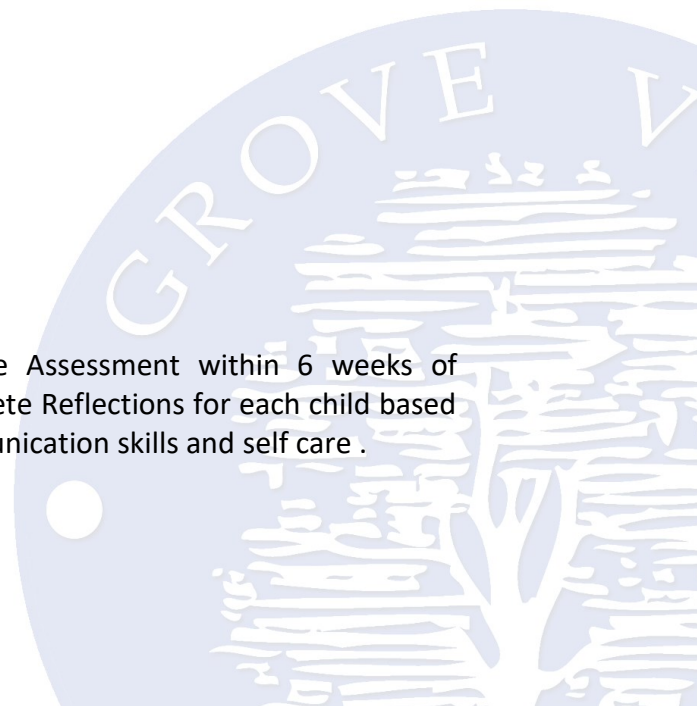 GROVE V
e Assessment within 6 weeks of
ete Reflections for each child based
unication skills and self care .